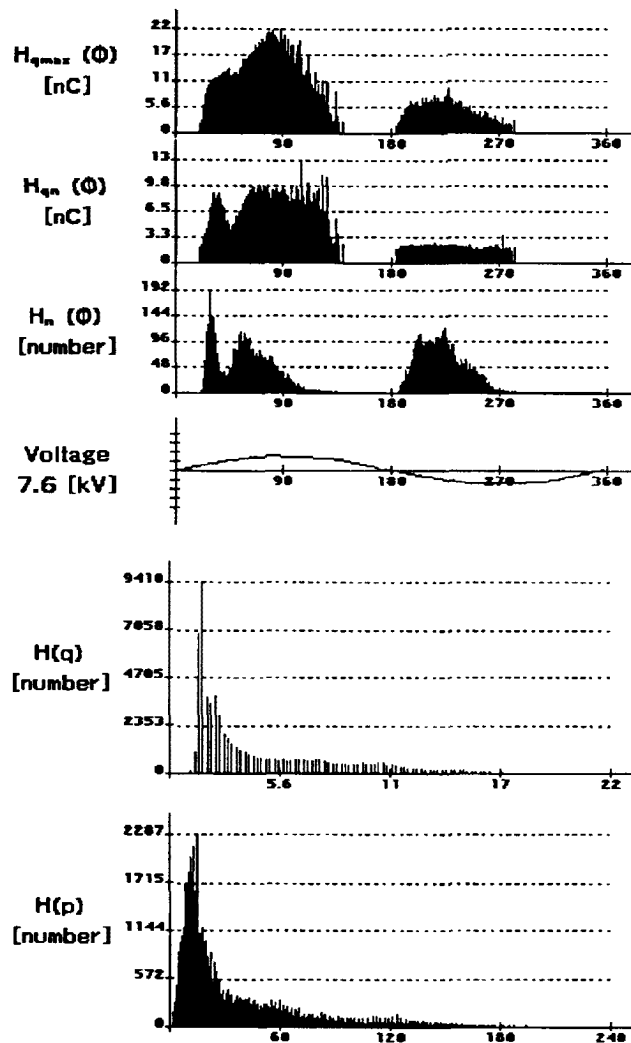 H_qmax (Φ)
[nC]
22
17
11
5.6
0
90 180 270 360
H_qn (Φ)
[nC]
13
9.8
6.5
3.3
0
90 180 270 360
H_n (Φ)
[number]
192
144
96
48
0
90 180 270 360
Voltage
7.6 [kV]
90 180 270 360
H(q)
[number]
9410
7058
4705
2353
0
5.6 11 17 22
H(p)
[number]
2287
1715
1144
572
0
60 120 180 240